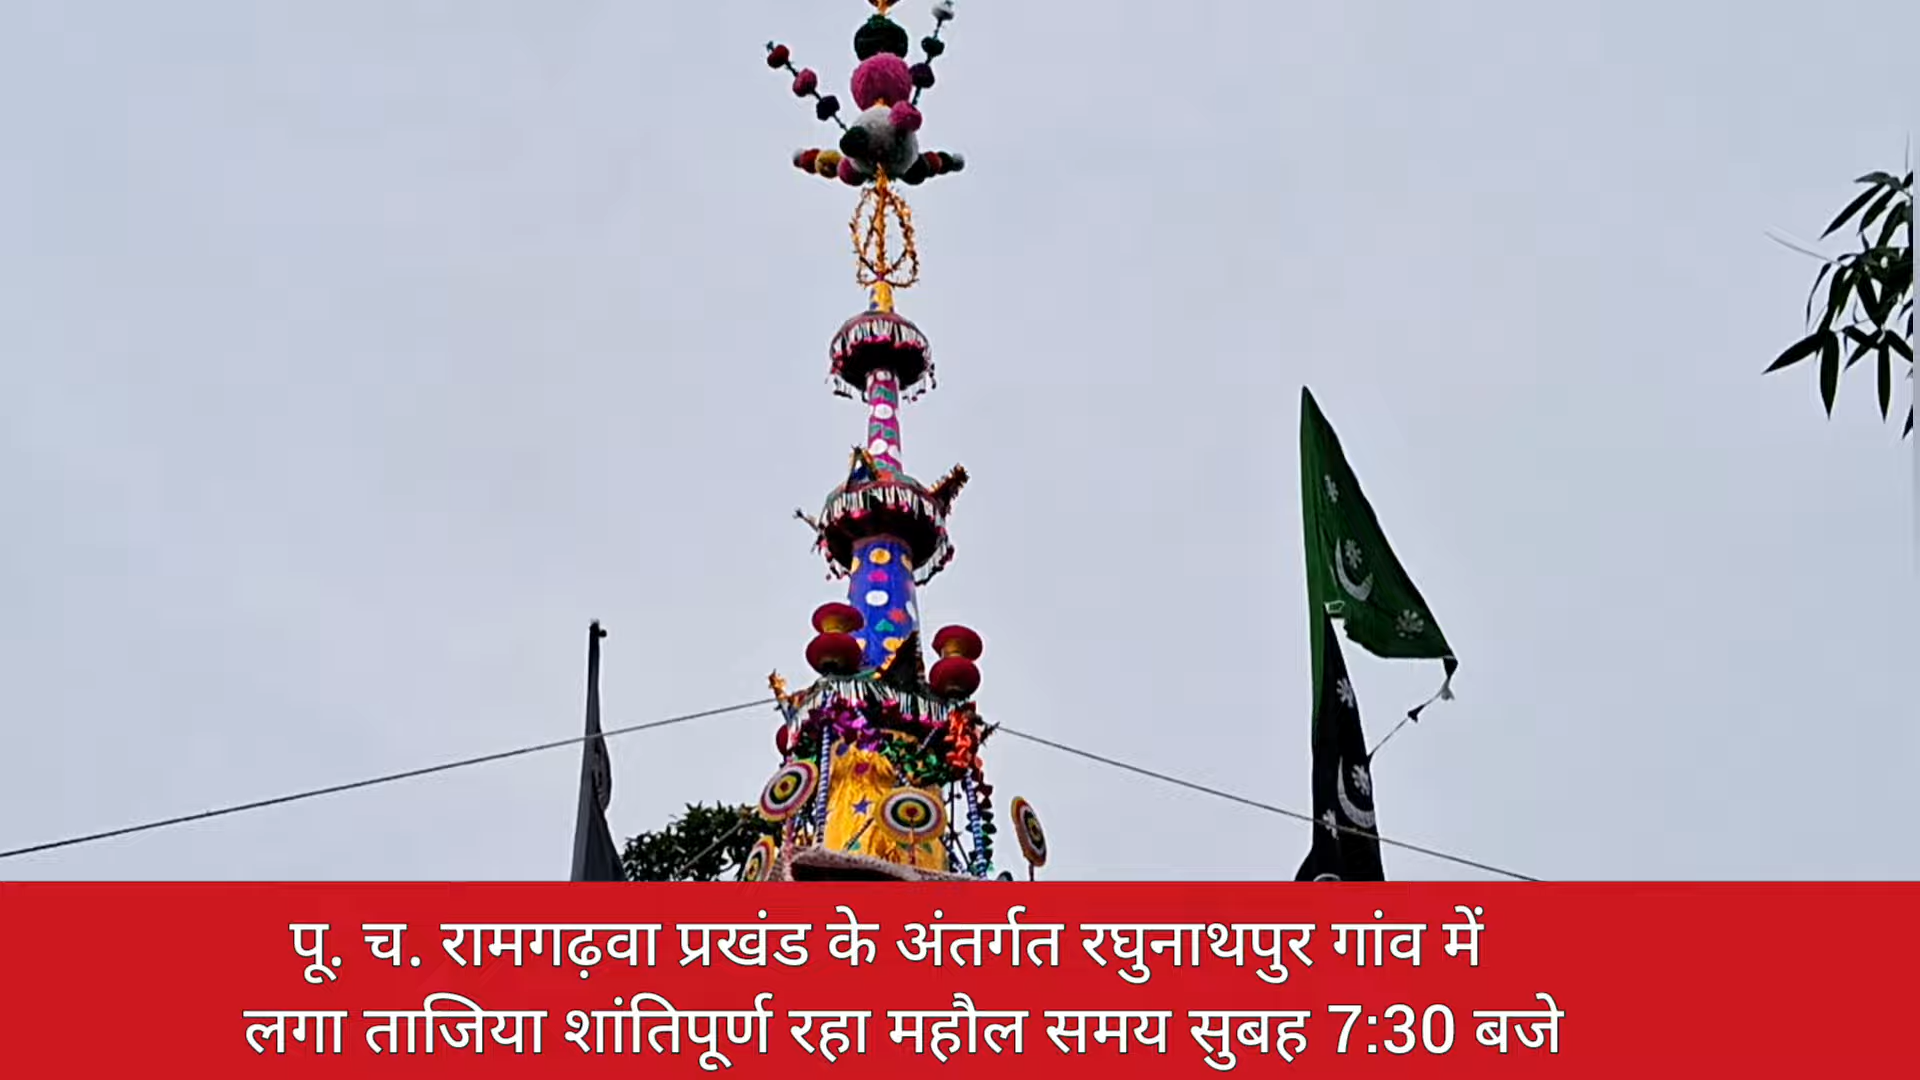 पू. च. रामगढ़वा प्रखंड के अंतर्गत रघुनाथपुर गांव में
लगा ताजिया शांतिपूर्ण रहा महौल समय सुबह 7:30 बजे